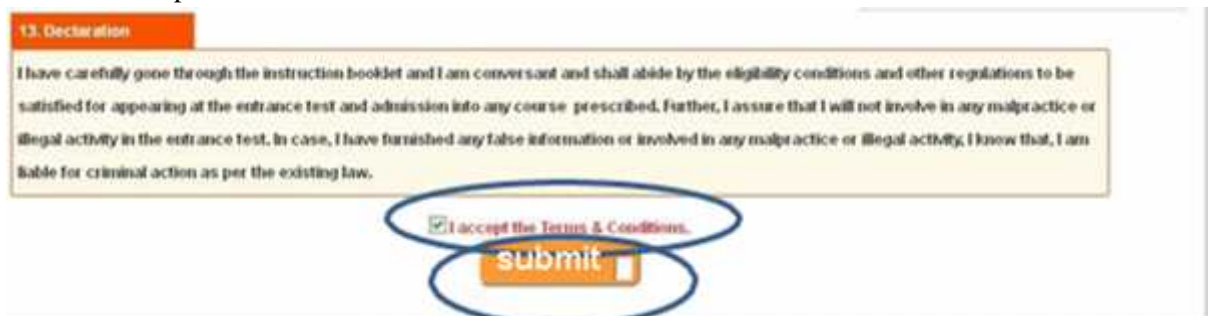 13. Declaration
I have carefully gone through the instruction booklet and I am conversant and shall abide by the eligibility conditions and other regulations to be
satisfied for appearing at the entrance test and admission into any course prescribed. Further, I assure that I will not involve in any malpractice or
illegal activity in the entrance test. In case, I have furnished any false information or involved in any malpractice or illegal activity, I know that, I am
liable for criminal action as per the existing law.
I accept the Terms & Conditions.
submit